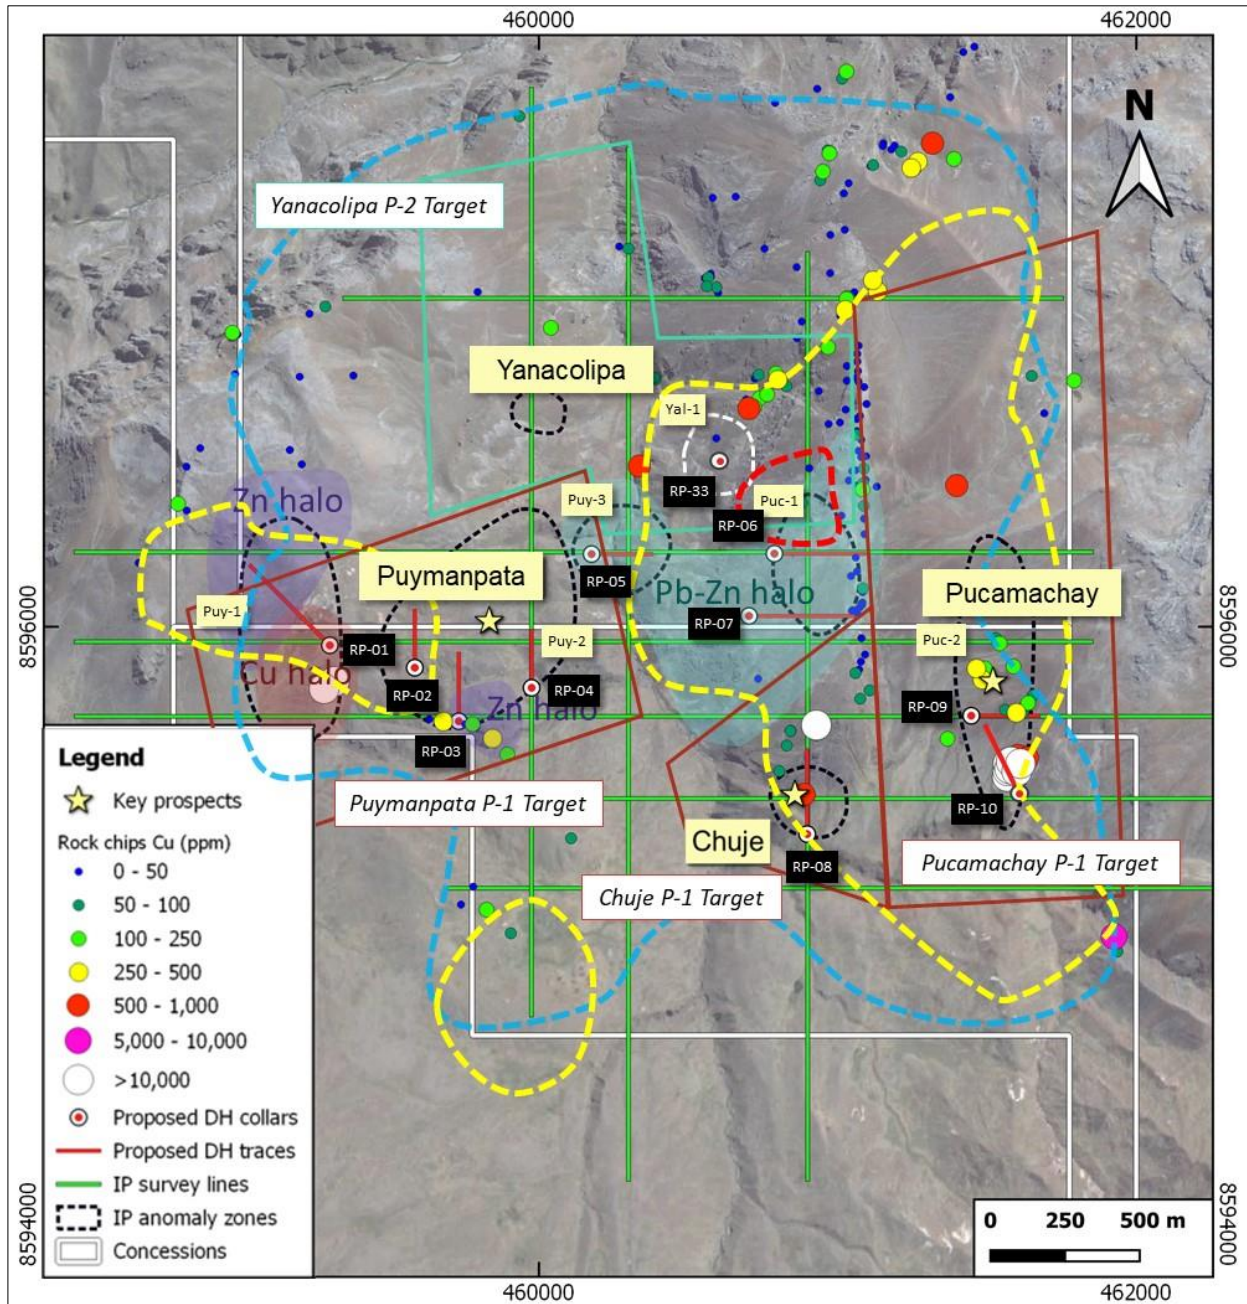 460000
462000
N
Yanacolipa P-2 Target
Yanacolipa
Yal-1
Zn halo
Puy-3
RP-33
Puc-1
RP-06
Puymanpata
RP-05
Pb-Zn halo
Pucamachay
Puy-1
RP-07
8596000
8596000
RP-01
Puy-2
Puc-2
Cu halo
RP-02
RP-04
Zn halo
RP-09
RP-03
Legend
Key prospects
Rock chips Cu (ppm)
0 - 50
50 - 100
100 - 250
250 - 500
500 - 1,000
5,000 - 10,000
>10,000
Proposed DH collars
Proposed DH traces
IP survey lines
IP anomaly zones
Concessions
Puymanpata P-1 Target
RP-10
Chuje
RP-08
Pucamachay P-1 Target
Chuje P-1 Target
8594000
8594000
0 250 500 m
460000
462000